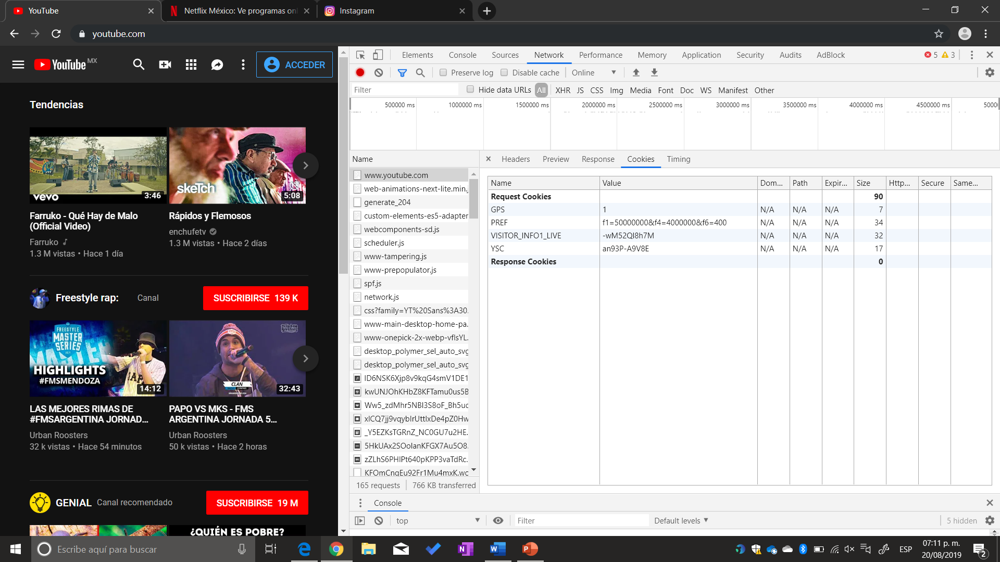 YouTube
Netflix México: Ve programas onl
Instagram
youtube.com
YouTube MX
ACCEDER
Tendencias
vevo
3:46
skeTch
5:08
Farruko - Qué Hay de Malo
(Official Video)
Farruko
1.3 M vistas • Hace 1 día
Rápidos y Flemosos
enchufetv
1.3 M vistas • Hace 2 días
Freestyle rap:
Canal
SUSCRIBIRSE 139 K
FREESTYLE
MASTER
SERIES
HIGHLIGHTS
#FMSMENDOZA
14:12
CLAN
32:43
LAS MEJORES RIMAS DE
#FMSARGENTINA JORNAD...
Urban Roosters
32 k vistas • Hace 54 minutos
PAPO VS MKS - FMS
ARGENTINA JORNADA 5...
Urban Roosters
50 k vistas • Hace 2 horas
GENIAL
Canal recomendado
SUSCRIBIRSE 19 M
¿QUIÉN ES POBRE?
Elements Console Sources Network Performance Memory Application Security Audits AdBlock
5 3
Preserve log Disable cache Online
Filter
Hide data URLs All XHR JS CSS Img Media Font Doc WS Manifest Other
500000 ms 1000000 ms 1500000 ms 2000000 ms 2500000 ms 3000000 ms 3500000 ms 4000000 ms 4500000 ms 5000
Name
www.youtube.com
web-animations-next-lite.min.j
generate_204
custom-elements-es5-adapter
webcomponents-sd.js
scheduler.js
www-tampering.js
www-prepopulator.js
spf.js
network.js
css?family=YT%20Sans%3A30.
www-main-desktop-home-pa.
www-onepick-2x-webp-vflsYL.
desktop_polymer_sel_auto_svg
desktop_polymer_sel_auto_svg
ID6NSK6Xjp8v9kqG4smV1DE1
kwUNJOhKHbZ8KFTamu0us5B
Ww5_zdMhr5NBI3S8oF_Bh5uc
xICQ7jj9vqybIrUttIxDe4pZ0Hw
_Y5EZKsTGRnZ_NC0GU7u2HE.
5HkUAx2SOoIanKFGX7Au5O8.
zZLhS6PHIPt640pKPP3vaTdRc.
KFOmCnqEu92Fr1Mu4mxK.wc
165 requests 766 KB transferred
Headers Preview Response Cookies Timing
Name Value Dom... Path Expir... Size Http... Secure Same...
Request Cookies 90
GPS 1 N/A N/A N/A 7
PREF f1=50000000&f4=4000000&f6=400 N/A N/A N/A 34
VISITOR_INFO1_LIVE -wM52QI8h7M N/A N/A N/A 32
YSC an93P-A9V8E N/A N/A N/A 17
Response Cookies 0
Console
top
Filter
Default levels
5 hidden
Escribe aquí para buscar
ESP
07:11 p. m.
20/08/2019
2